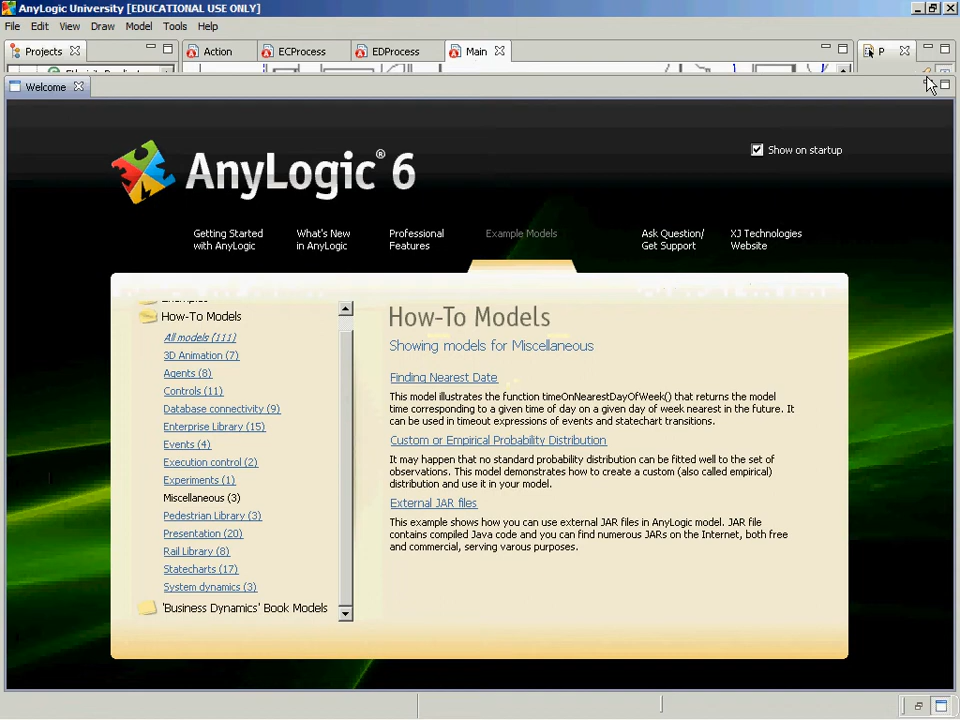 AnyLogic University [EDUCATIONAL USE ONLY]
File Edit View Draw Model Tools Help
Projects Action ECProcess EDProcess Main P
Welcome
AnyLogic® 6
Show on startup
Getting Started with AnyLogic
What's New in AnyLogic
Professional Features
Example Models
Ask Question/ Get Support
XJ Technologies Website
How-To Models
All models (111)
3D Animation (7)
Agents (8)
Controls (11)
Database connectivity (9)
Enterprise Library (15)
Events (4)
Execution control (2)
Experiments (1)
Miscellaneous (3)
Pedestrian Library (3)
Presentation (20)
Rail Library (8)
Statecharts (17)
System dynamics (3)
'Business Dynamics' Book Models
How-To Models
Showing models for Miscellaneous
Finding Nearest Date
This model illustrates the function timeOnNearestDayOfWeek() that returns the model
time corresponding to a given time of day on a given day of week nearest in the future. It
can be used in timeout expressions of events and statechart transitions.
Custom or Empirical Probability Distribution
It may happen that no standard probability distribution can be fitted well to the set of
observations. This model demonstrates how to create a custom (also called empirical)
distribution and use it in your model.
External JAR files
This example shows how you can use external JAR files in AnyLogic model. JAR file
contains compiled Java code and you can find numerous JARs on the Internet, both free
and commercial, serving varous purposes.